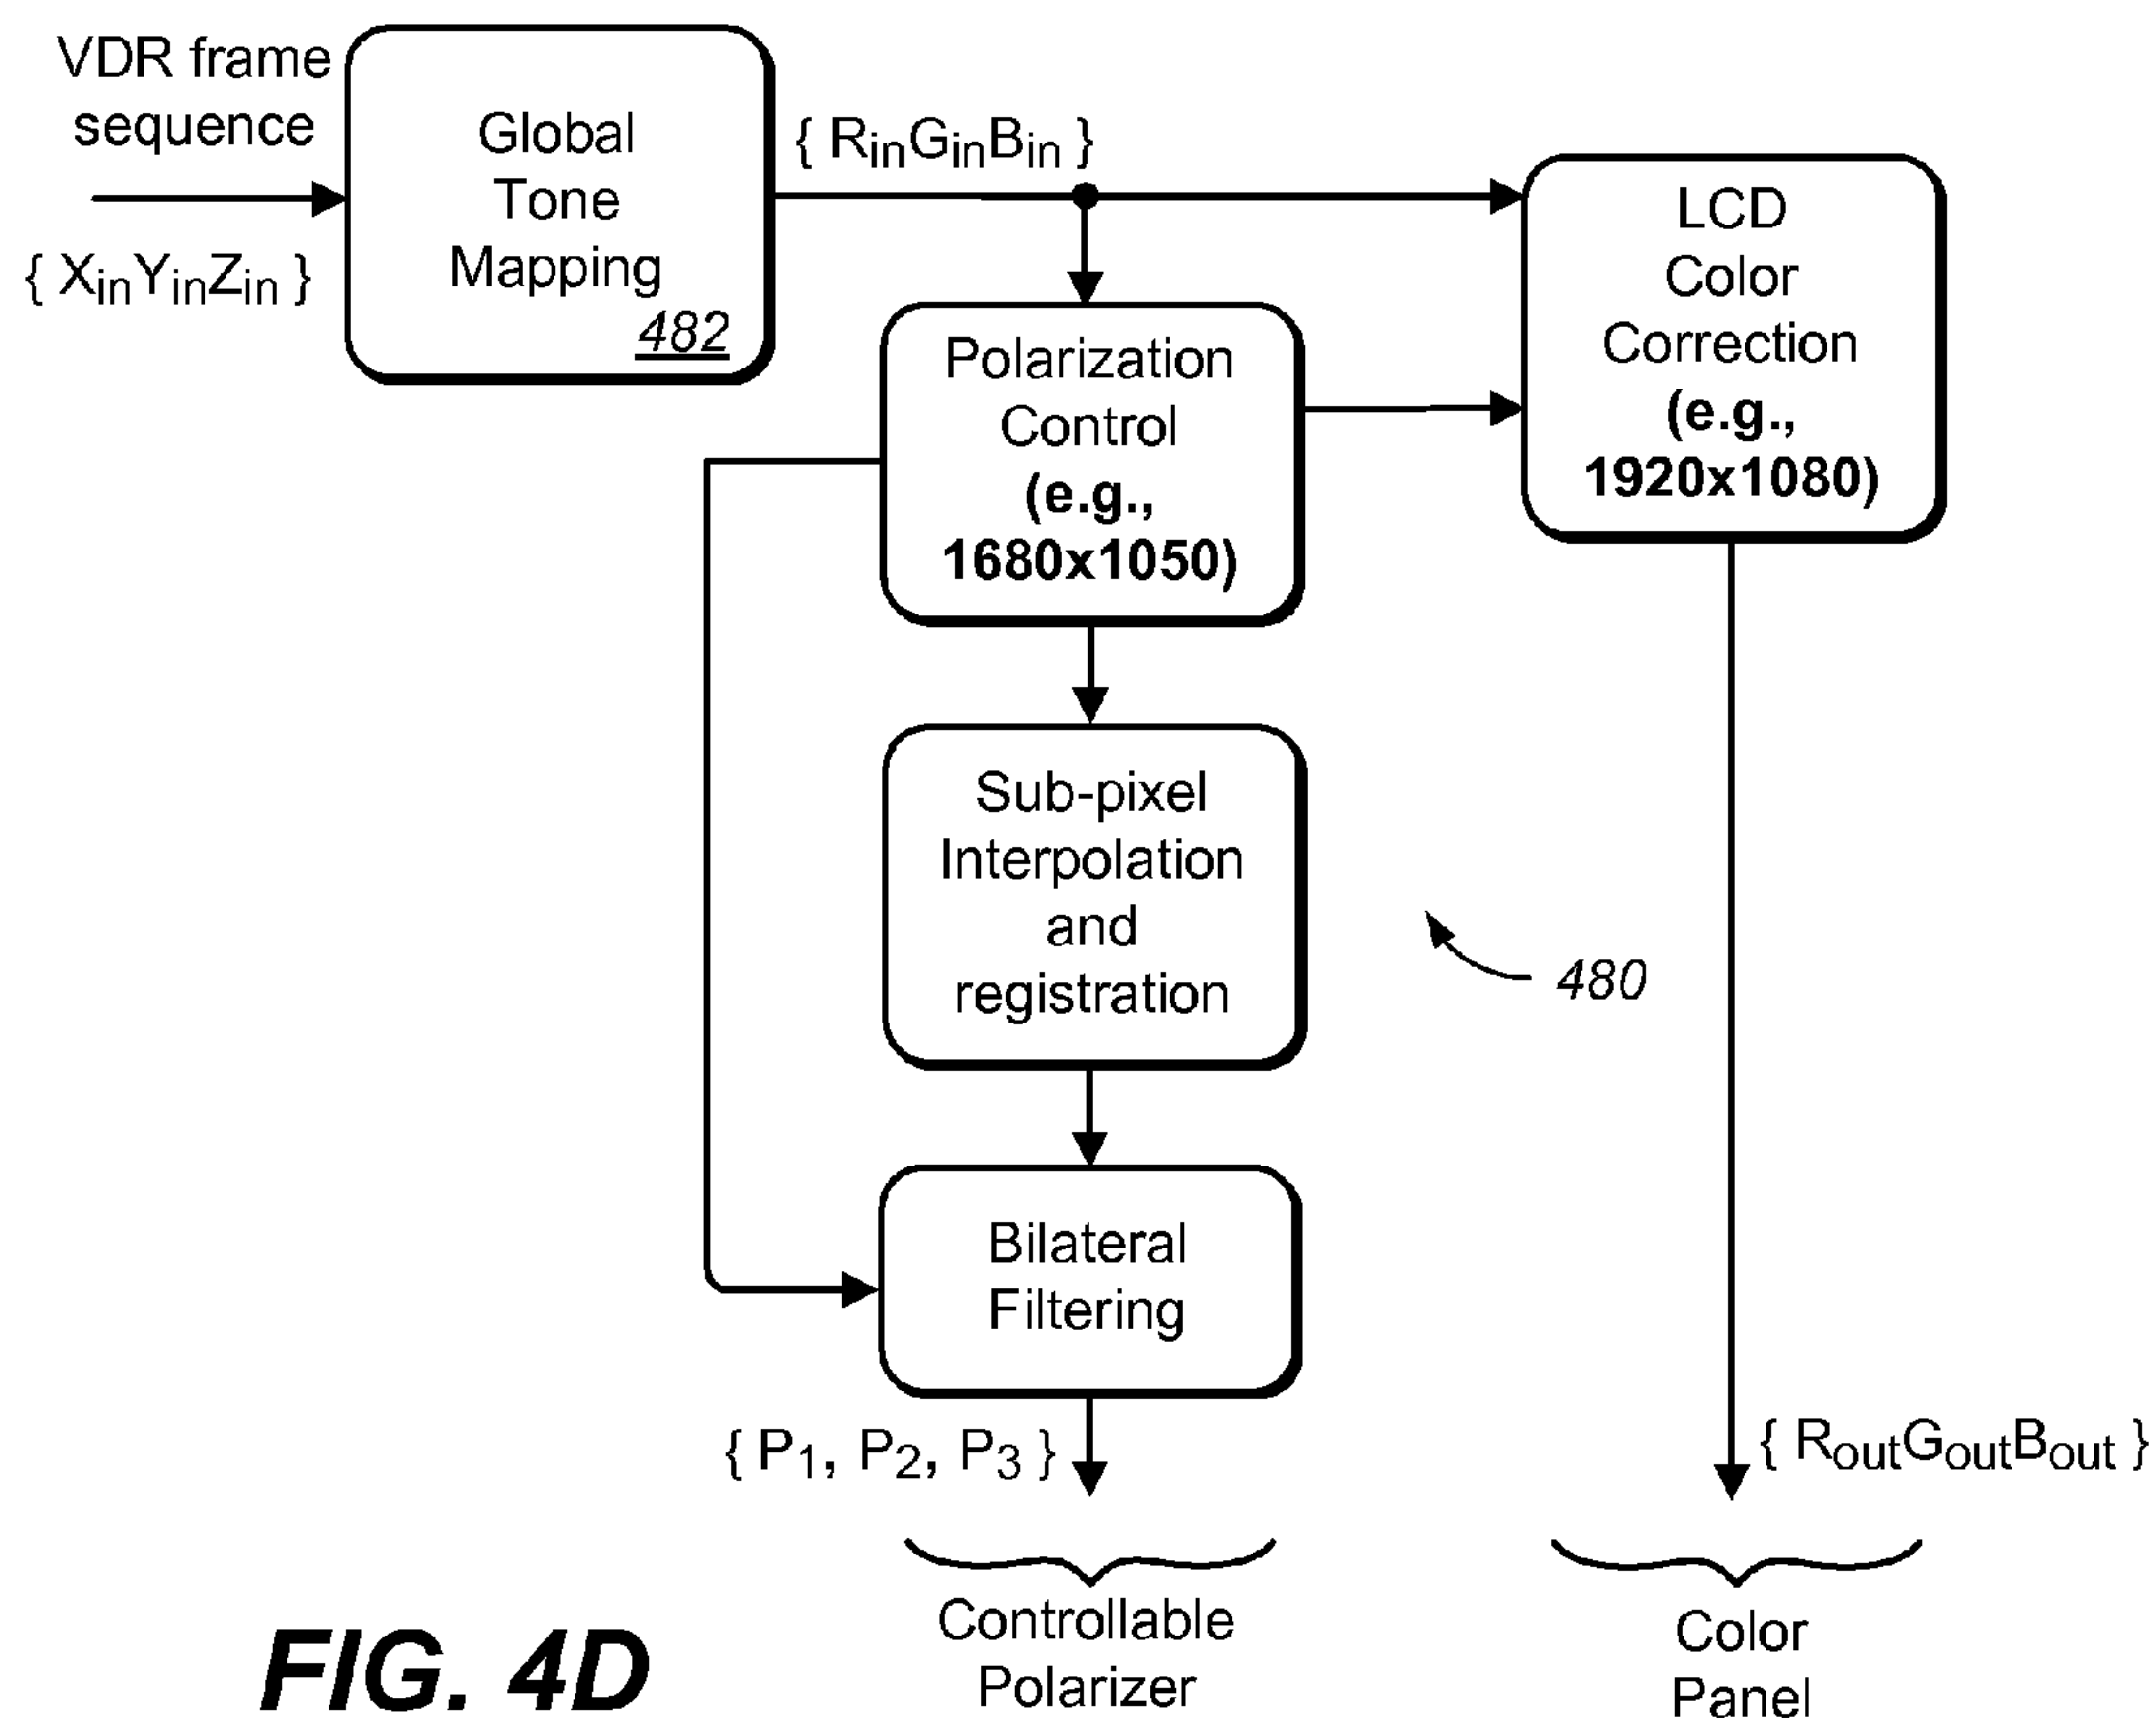 VDR frame
sequence
{ XinYinZin }
Global
Tone
Mapping
482
{ RinGinBin }
LCD
Color
Correction
(e.g.,
1920x1080)
Polarization
Control
(e.g.,
1680x1050)
Sub-pixel
Interpolation
and
registration
480
Bilateral
Filtering
{ P1, P2, P3 }
{ RoutGoutBout }
Controllable
Polarizer
Color
Panel
FIG. 4D